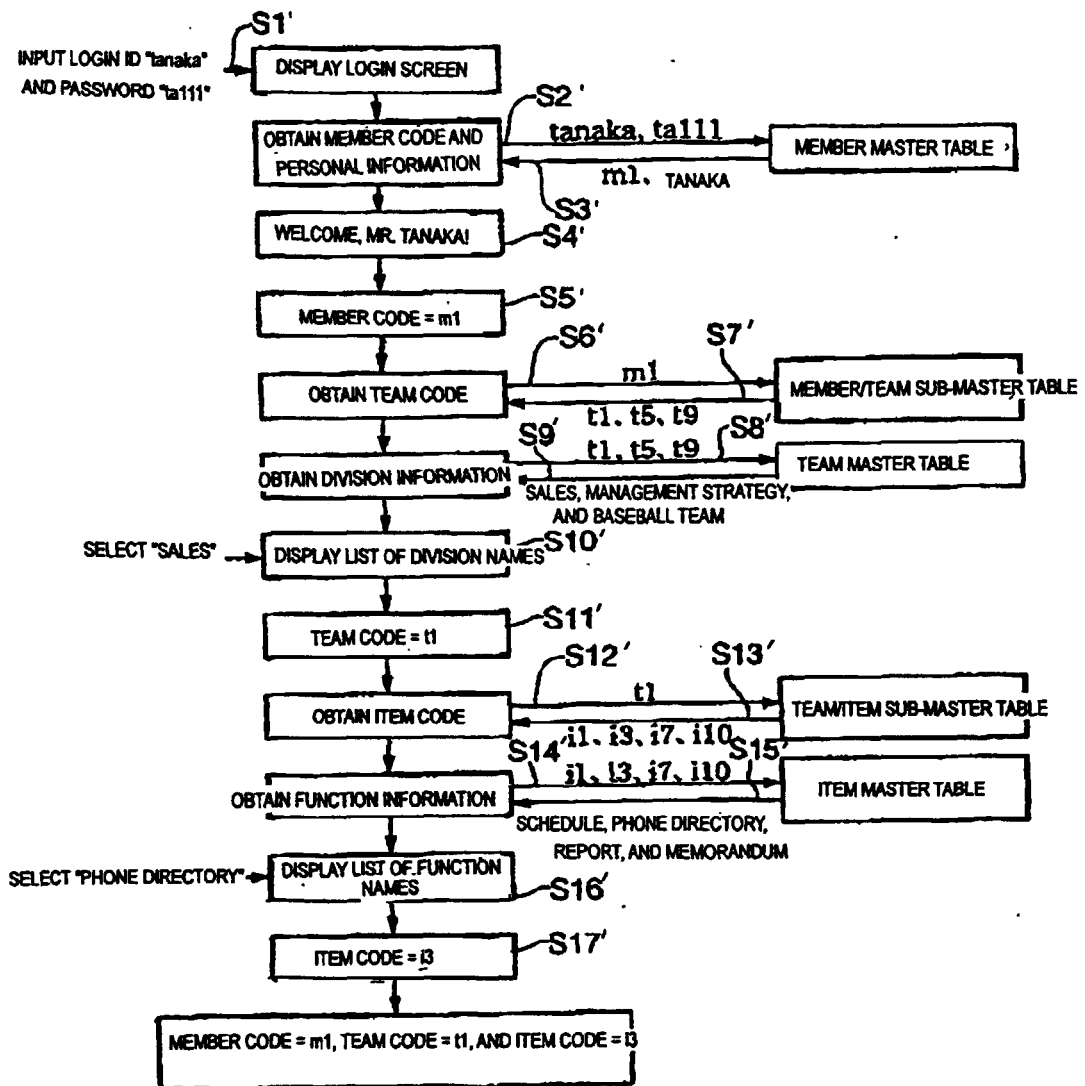 S1'
INPUT LOGIN ID "tanaka"
AND PASSWORD "ta111"
DISPLAY LOGIN SCREEN
S2'
OBTAIN MEMBER CODE AND
PERSONAL INFORMATION
tanaka, ta111
MEMBER MASTER TABLE
m1、 TANAKA
S3'
WELCOME, MR. TANAKA!
S4'
S5'
MEMBER CODE = m1
S6'
S7'
OBTAIN TEAM CODE
m1
MEMBER/TEAM SUB-MASTER TABLE
t1、t5、t9
S9'
t1、t5、t9
S8'
OBTAIN DIVISION INFORMATION
TEAM MASTER TABLE
SALES, MANAGEMENT STRATEGY,
AND BASEBALL TEAM
SELECT "SALES"
DISPLAY LIST OF DIVISION NAMES
S10'
S11'
TEAM CODE = t1
S12'
S13'
OBTAIN ITEM CODE
t1
TEAM/ITEM SUB-MASTER TABLE
i1、i3、i7、i10
S14'
S15'
i1、i3、i7、i10
OBTAIN FUNCTION INFORMATION
ITEM MASTER TABLE
SCHEDULE, PHONE DIRECTORY,
REPORT, AND MEMORANDUM
SELECT "PHONE DIRECTORY"
DISPLAY LIST OF FUNCTION
NAMES
S16'
S17'
ITEM CODE = i3
MEMBER CODE = m1, TEAM CODE = t1, AND ITEM CODE = i3